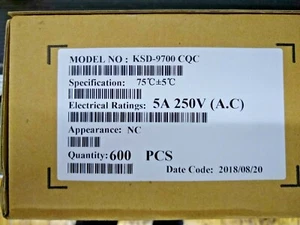 MODEL NO : KSD-9700 CQC
Specification: 75℃±5℃
Electrical Ratings: 5A 250V (A.C)
Appearance: NC
Quantity: 600 PCS
Date Code: 2018/08/20